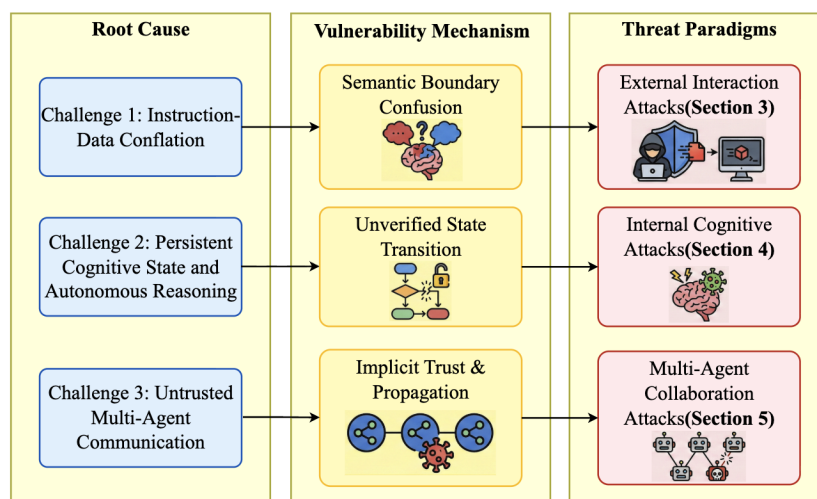 Root Cause
Vulnerability Mechanism
Threat Paradigms
Challenge 1: Instruction-
Data Conflation
Semantic Boundary
Confusion
?
External Interaction
Attacks(Section 3)
Challenge 2: Persistent
Cognitive State and
Autonomous Reasoning
Unverified State
Transition
Internal Cognitive
Attacks(Section 4)
Challenge 3: Untrusted
Multi-Agent
Communication
Implicit Trust &
Propagation
Multi-Agent
Collaboration
Attacks(Section 5)